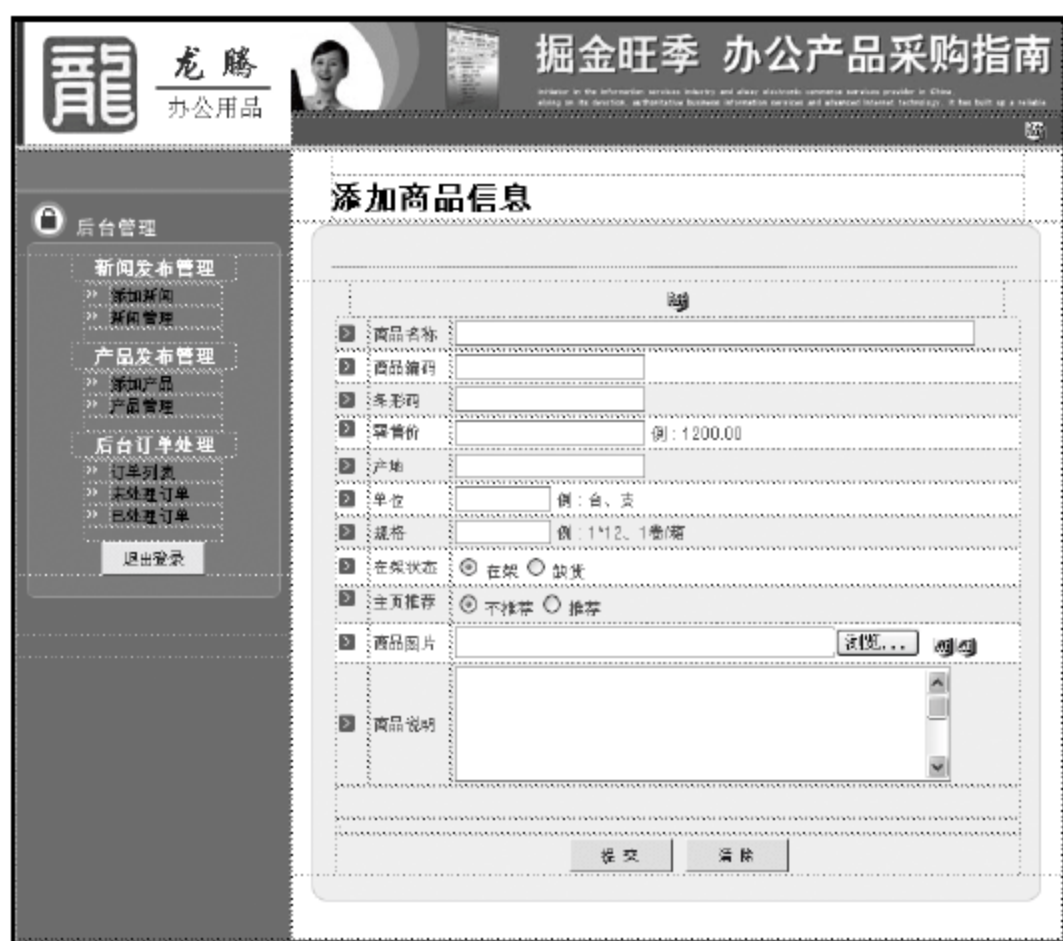 龍
龙腾
办公用品
掘金旺季 办公产品采购指南
后台管理
新闻发布管理
添加新闻
新闻管理
产品发布管理
添加产品
产品管理
后台订单处理
订单列表
未处理订单
已处理订单
退出登录
添加商品信息
商品名称
商品编码
条形码
零售价 例：1200.00
产地
单位 例：台、支
规格 例：1*12、1卷/箱
在架状态 在架 缺货
主页推荐 不推荐 推荐
商品图片 浏览...
商品说明
提交 清除